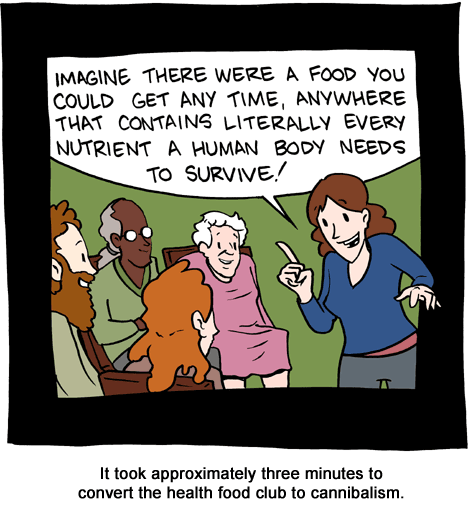 IMAGINE THERE WERE A FOOD YOU
COULD GET ANY TIME, ANYWHERE
THAT CONTAINS LITERALLY EVERY
NUTRIENT A HUMAN BODY NEEDS
TO SURVIVE!
It took approximately three minutes to
convert the health food club to cannibalism.